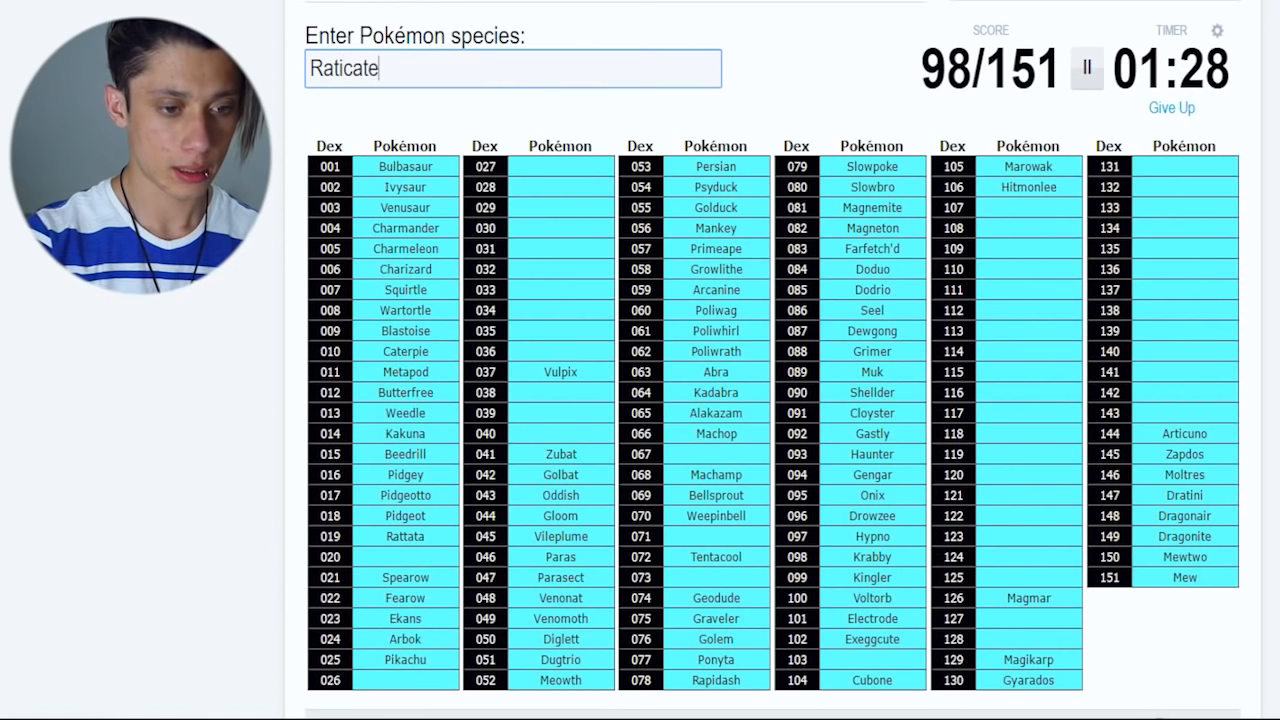 Enter Pokémon species:
Raticate
SCORE
98/151
TIMER
01:28
Give Up
Dex Pokémon Dex Pokémon Dex Pokémon Dex Pokémon Dex Pokémon Dex Pokémon
001 Bulbasaur 027 053 Persian 079 Slowpoke 105 Marowak 131
002 Ivysaur 028 054 Psyduck 080 Slowbro 106 Hitmonlee 132
003 Venusaur 029 055 Golduck 081 Magnemite 107 133
004 Charmander 030 056 Mankey 082 Magneton 108 134
005 Charmeleon 031 057 Primeape 083 Farfetch'd 109 135
006 Charizard 032 058 Growlithe 084 Doduo 110 136
007 Squirtle 033 059 Arcanine 085 Dodrio 111 137
008 Wartortle 034 060 Poliwag 086 Seel 112 138
009 Blastoise 035 061 Poliwhirl 087 Dewgong 113 139
010 Caterpie 036 062 Poliwrath 088 Grimer 114 140
011 Metapod 037 Vulpix 063 Abra 089 Muk 115 141
012 Butterfree 038 064 Kadabra 090 Shellder 116 142
013 Weedle 039 065 Alakazam 091 Cloyster 117 143
014 Kakuna 040 066 Machop 092 Gastly 118 144 Articuno
015 Beedrill 041 Zubat 067 093 Haunter 119 145 Zapdos
016 Pidgey 042 Golbat 068 Machamp 094 Gengar 120 146 Moltres
017 Pidgeotto 043 Oddish 069 Bellsprout 095 Onix 121 147 Dratini
018 Pidgeot 044 Gloom 070 Weepinbell 096 Drowzee 122 148 Dragonair
019 Rattata 045 Vileplume 071 097 Hypno 123 149 Dragonite
020 046 Paras 072 Tentacool 098 Krabby 124 150 Mewtwo
021 Spearow 047 Parasect 073 099 Kingler 125 151 Mew
022 Fearow 048 Venonat 074 Geodude 100 Voltorb 126 Magmar
023 Ekans 049 Venomoth 075 Graveler 101 Electrode 127
024 Arbok 050 Diglett 076 Golem 102 Exeggcute 128
025 Pikachu 051 Dugtrio 077 Ponyta 103 129 Magikarp
026 052 Meowth 078 Rapidash 104 Cubone 130 Gyarados